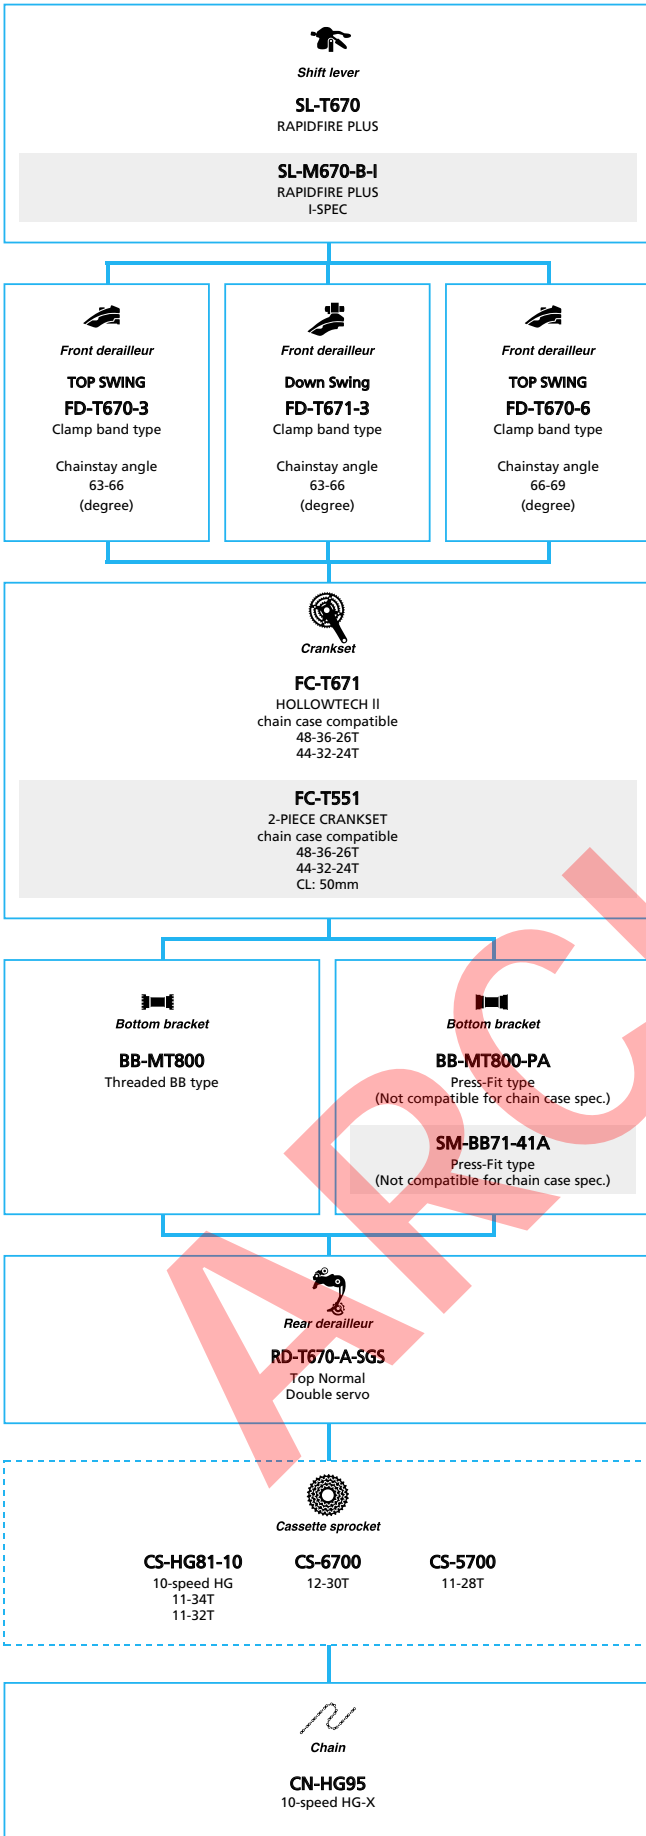 Shift lever
SL-T670
RAPIDFIRE PLUS
SL-M670-B-I
RAPIDFIRE PLUS
I-SPEC
Front derailleur
TOP SWING
FD-T670-3
Clamp band type
Chainstay angle
63-66
(degree)
Front derailleur
Down Swing
FD-T671-3
Clamp band type
Chainstay angle
63-66
(degree)
Front derailleur
TOP SWING
FD-T670-6
Clamp band type
Chainstay angle
66-69
(degree)
Crankset
FC-T671
HOLLOWTECH II
chain case compatible
48-36-26T
44-32-24T
FC-T551
2-PIECE CRANKSET
chain case compatible
48-36-26T
44-32-24T
CL: 50mm
Bottom bracket
BB-MT800
Threaded BB type
Bottom bracket
BB-MT800-PA
Press-Fit type
(Not compatible for chain case spec.)
SM-BB71-41A
Press-Fit type
(Not compatible for chain case spec.)
Rear derailleur
RD-T670-A-SGS
Top Normal
Double servo
Cassette sprocket
CS-HG81-10
10-speed HG
11-34T
11-32T
CS-6700
12-30T
CS-5700
11-28T
Chain
CN-HG95
10-speed HG-X